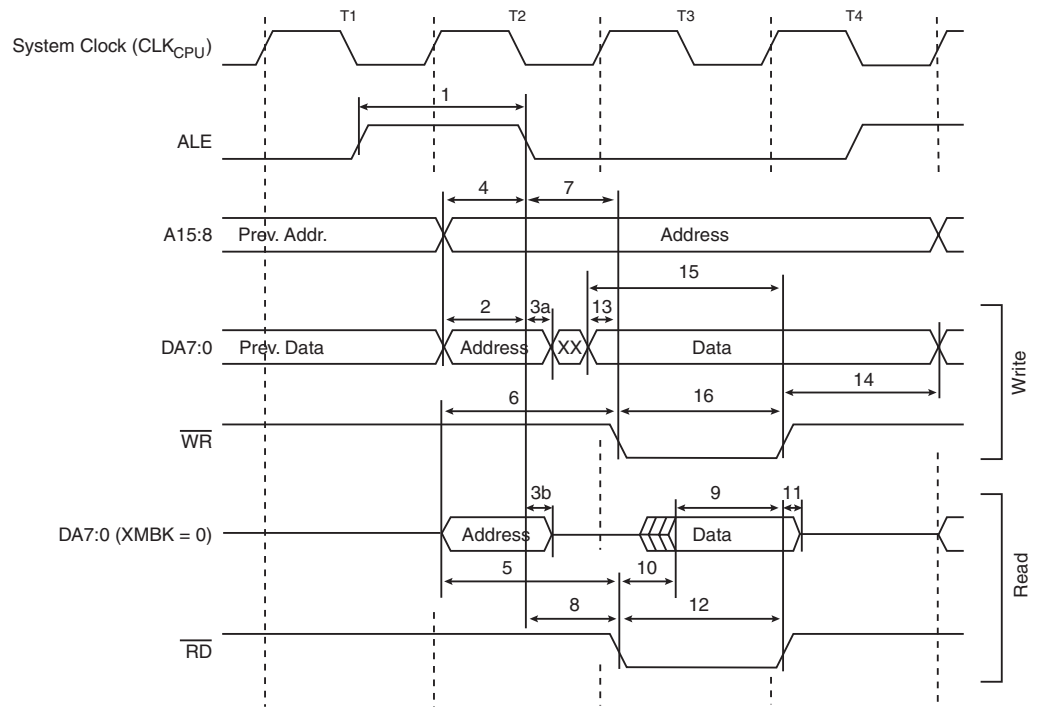 T1 T2 T3 T4
System Clock (CLKCPU)
1
ALE
4 7
A15:8 Prev. Addr. Address
15
2 3a 13
DA7:0 Prev. Data Address XX Data
14
6 16
WR
Write
3b 9 11
DA7:0 (XMBK = 0) Address Data
5 10
8 12
RD
Read